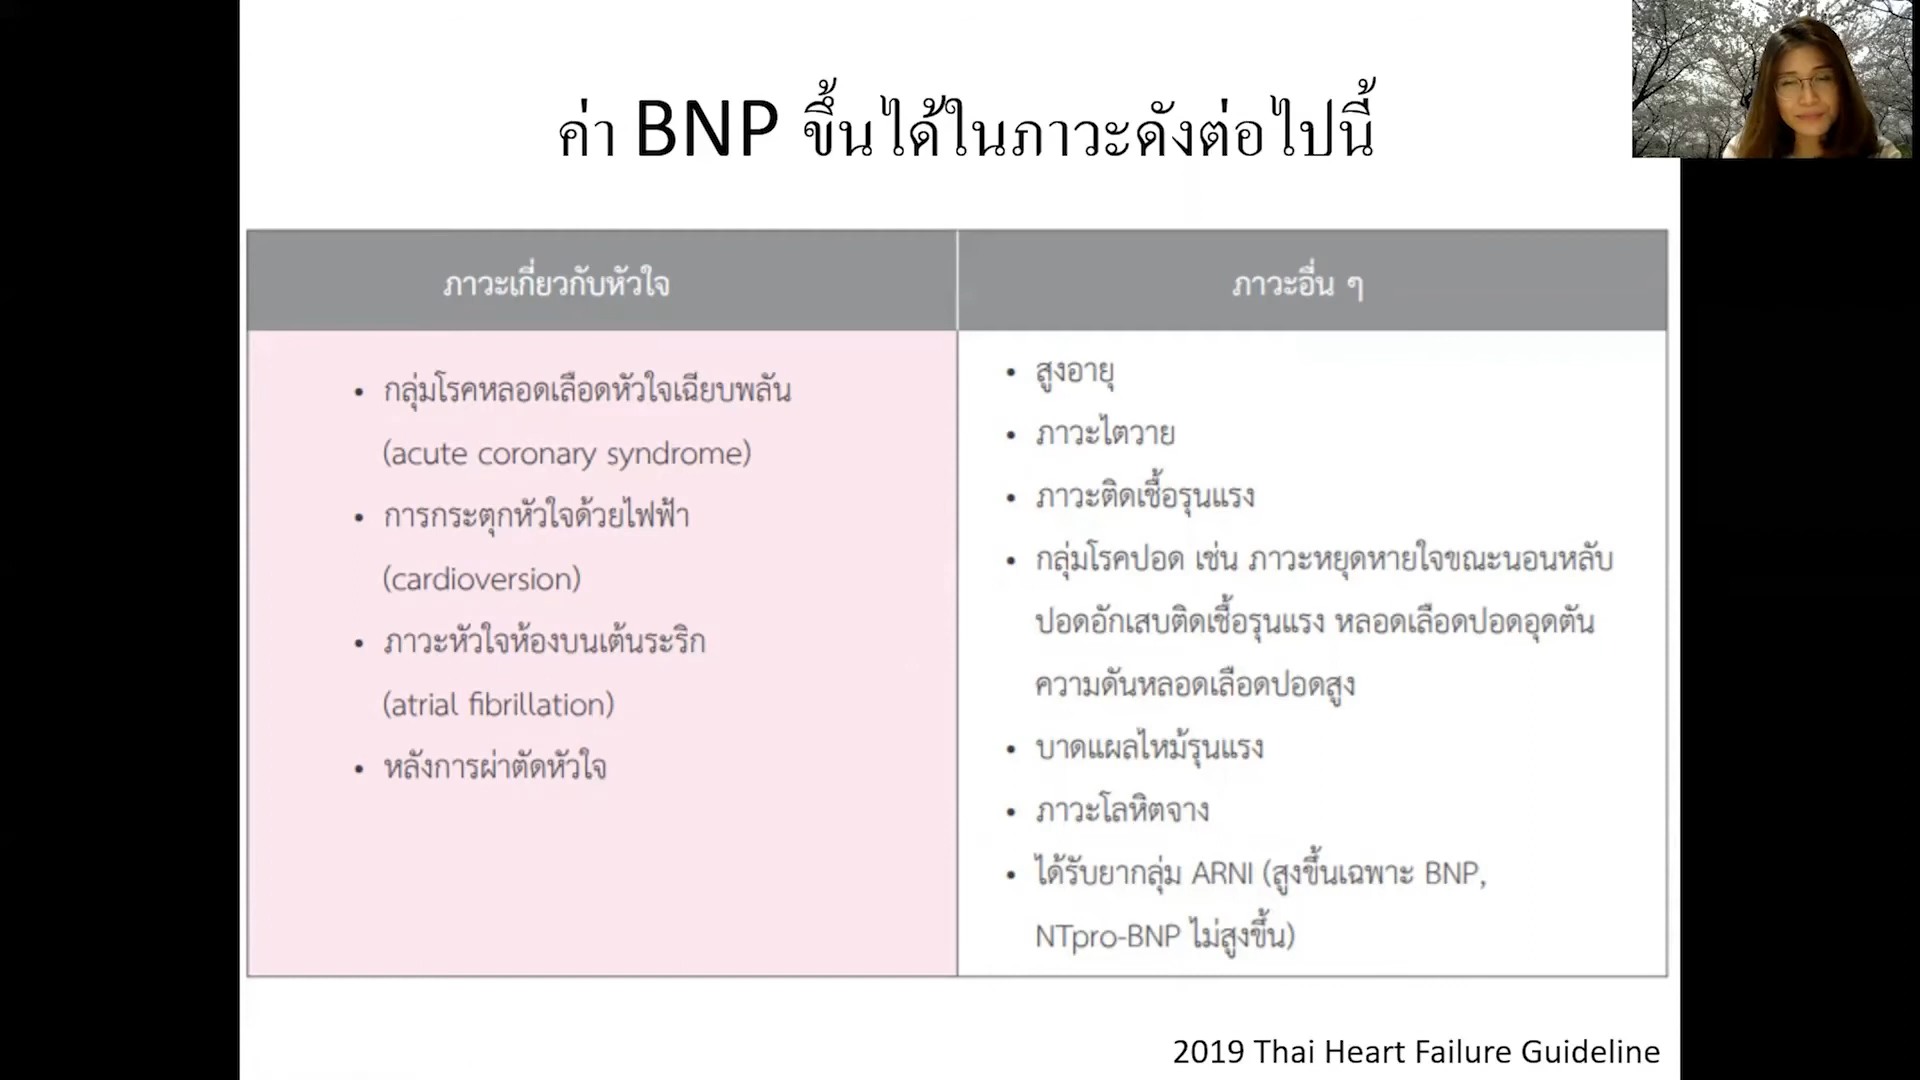 ค่า BNP ขึ้นได้ในภาวะดังต่อไปนี้
ภาวะเกี่ยวกับหัวใจ
• กลุ่มโรคหลอดเลือดหัวใจเฉียบพลัน
(acute coronary syndrome)
• การกระตุกหัวใจด้วยไฟฟ้า
(cardioversion)
• ภาวะหัวใจห้องบนเต้นระริก
(atrial fibrillation)
• หลังการผ่าตัดหัวใจ
ภาวะอื่น ๆ
• สูงอายุ
• ภาวะไตวาย
• ภาวะติดเชื้อรุนแรง
• กลุ่มโรคปอด เช่น ภาวะหยุดหายใจขณะนอนหลับ
ปอดอักเสบติดเชื้อรุนแรง หลอดเลือดปอดอุดตัน
ความดันหลอดเลือดปอดสูง
• บาดแผลไหม้รุนแรง
• ภาวะโลหิตจาง
• ได้รับยากลุ่ม ARNI (สูงขึ้นเฉพาะ BNP,
NTpro-BNP ไม่สูงขึ้น)
2019 Thai Heart Failure Guideline